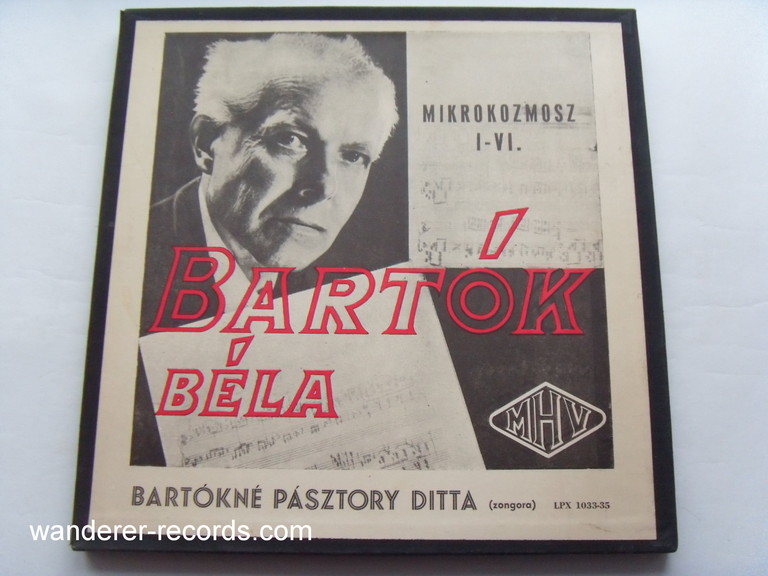 MIKROKOZMOSZ
I-VI.
BARTÓK
BÉLA
MHV
BARTÓKNÉ PÁSZTORY DITTA (zongora) LPX 1033-35
wanderer-records.com